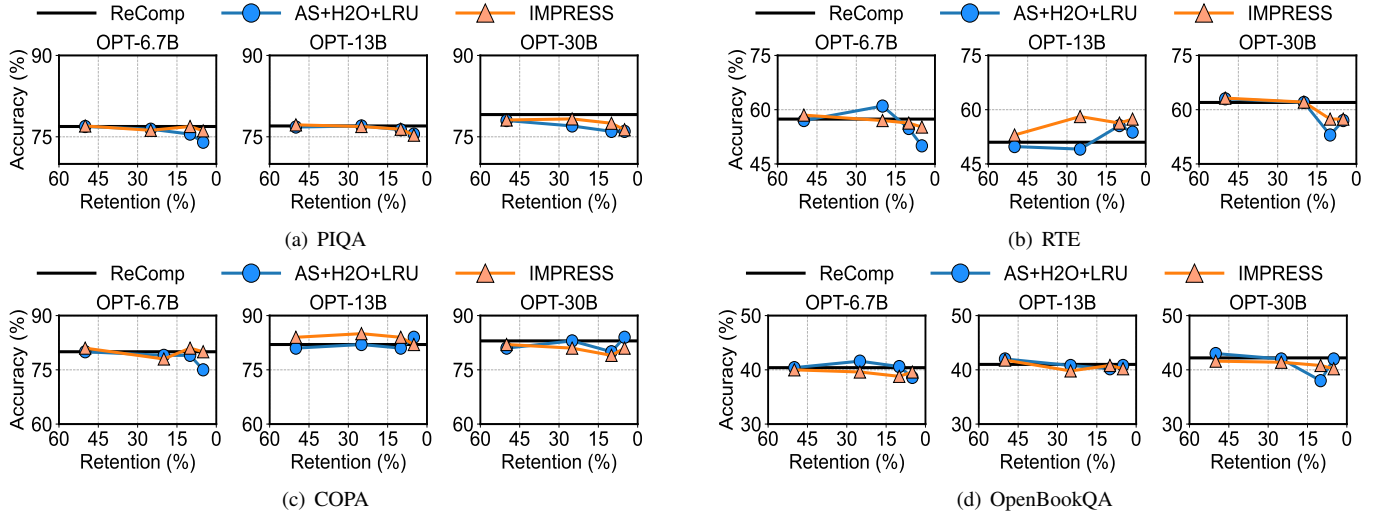 ReComp AS+H2O+LRU IMPRESS
OPT-6.7B OPT-13B OPT-30B
Accuracy (%)
90 75
90 75
90 75
60 45 30 15 0
60 45 30 15 0
60 45 30 15 0
Retention (%) Retention (%) Retention (%)
(a) PIQA
ReComp AS+H2O+LRU IMPRESS
OPT-6.7B OPT-13B OPT-30B
Accuracy (%)
75 60 45
75 60 45
75 60 45
60 45 30 15 0
60 45 30 15 0
60 45 30 15 0
Retention (%) Retention (%) Retention (%)
(b) RTE
ReComp AS+H2O+LRU IMPRESS
OPT-6.7B OPT-13B OPT-30B
Accuracy (%)
90 75 60
90 75 60
90 75 60
60 45 30 15 0
60 45 30 15 0
60 45 30 15 0
Retention (%) Retention (%) Retention (%)
(c) COPA
ReComp AS+H2O+LRU IMPRESS
OPT-6.7B OPT-13B OPT-30B
Accuracy (%)
50 40 30
50 40 30
50 40 30
60 45 30 15 0
60 45 30 15 0
60 45 30 15 0
Retention (%) Retention (%) Retention (%)
(d) OpenBookQA